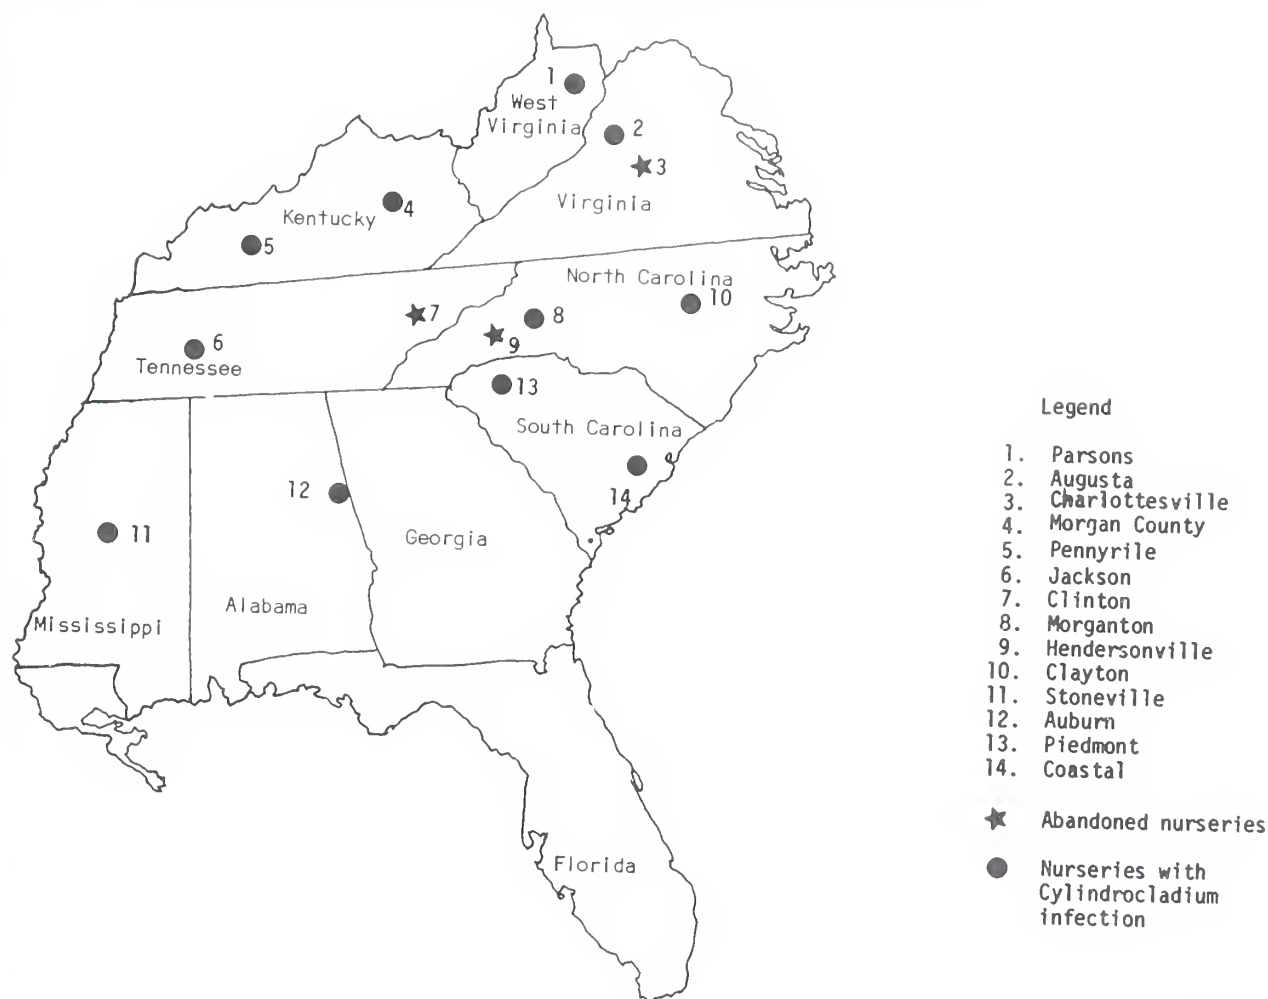 1
West
Virginia
2
3
Virginia
4
Kentucky
5
North Carolina
10
7
8
9
6
Tennessee
13
South Carolina
12
14
11
Georgia
Alabama
Mississippi
Florida
Legend
1. Parsons
2. Augusta
3. Charlottesville
4. Morgan County
5. Pennyrile
6. Jackson
7. Clinton
8. Morganton
9. Hendersonville
10. Clayton
11. Stoneville
12. Auburn
13. Piedmont
14. Coastal
Abandoned nurseries
Nurseries with
Cylindrocladium
infection